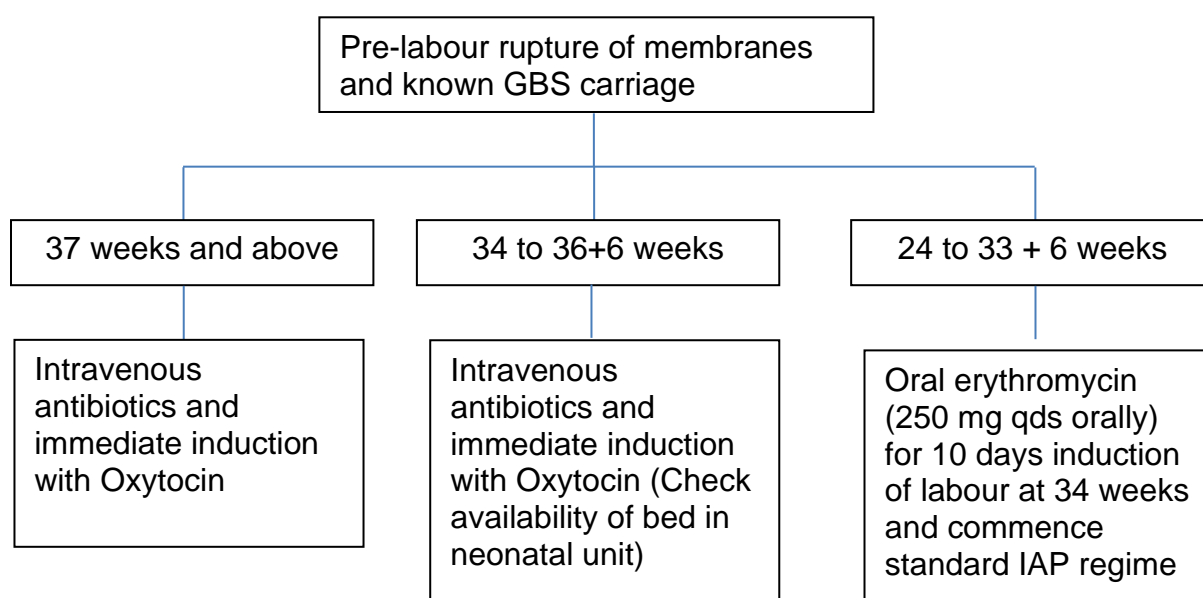 Pre-labour rupture of membranes
and known GBS carriage
37 weeks and above
34 to 36+6 weeks
24 to 33 + 6 weeks
Intravenous
antibiotics and
immediate induction
with Oxytocin
Intravenous
antibiotics and
immediate induction
with Oxytocin (Check
availability of bed in
neonatal unit)
Oral erythromycin
(250 mg qds orally)
for 10 days induction
of labour at 34 weeks
and commence
standard IAP regime